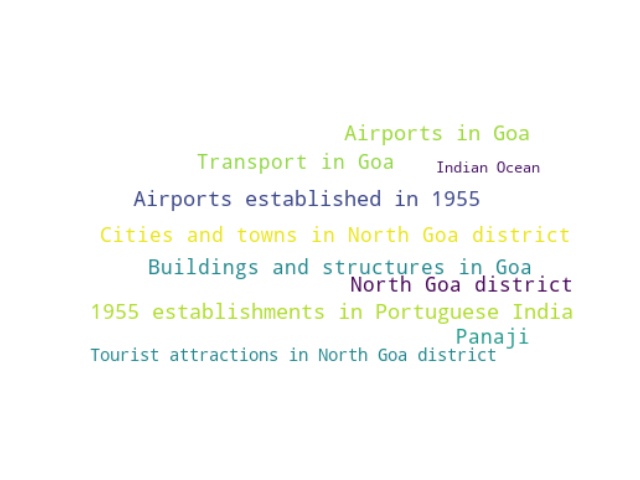 Airports in Goa
Transport in Goa
Indian Ocean
Airports established in 1955
Cities and towns in North Goa district
Buildings and structures in Goa
North Goa district
1955 establishments in Portuguese India
Panaji
Tourist attractions in North Goa district